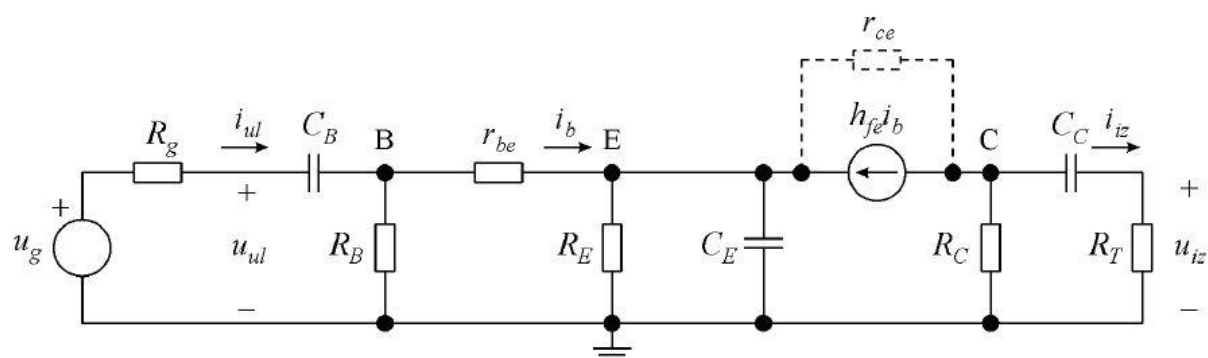 r_ce
R_g i_ul C_B B r_be i_b E h_fe i_b C C_C i_iz
+ + +
u_g u_ul R_B R_E C_E R_C R_T u_iz
− −